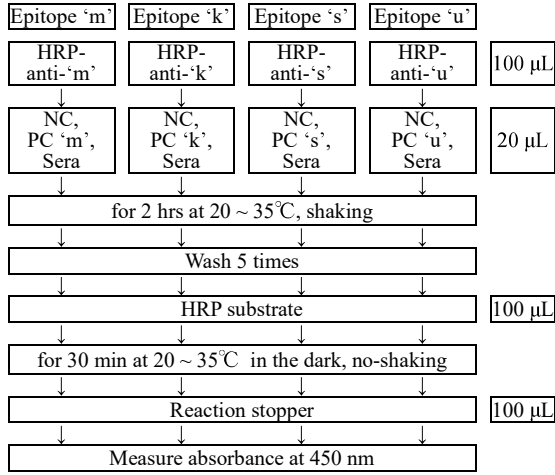 Epitope ‘m’ Epitope ‘k’ Epitope ‘s’ Epitope ‘u’
HRP-anti-‘m’ HRP-anti-‘k’ HRP-anti-‘s’ HRP-anti-‘u’ 100 μL
NC, PC ‘m’, Sera NC, PC ‘k’, Sera NC, PC ‘s’, Sera NC, PC ‘u’, Sera 20 μL
for 2 hrs at 20 ~ 35℃, shaking
Wash 5 times
HRP substrate 100 μL
for 30 min at 20 ~ 35℃ in the dark, no-shaking
Reaction stopper 100 μL
Measure absorbance at 450 nm